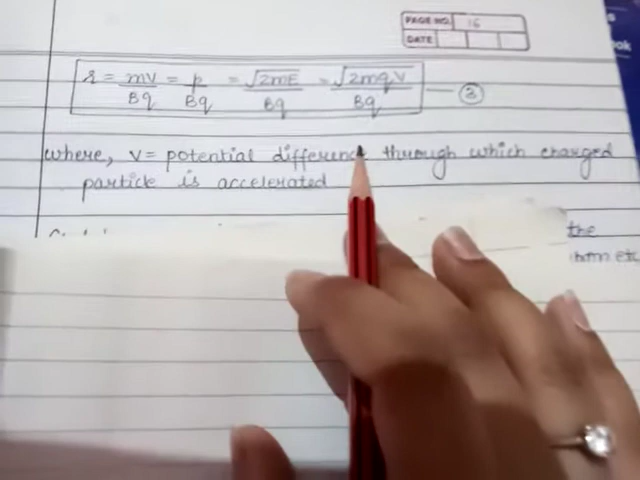 PAGE NO. 16
DATE
ook
r = mv/Bq = p/Bq = √2mE/Bq = √2mqV/Bq — ②
where, V = potential difference through which charged
particle is accelerated
the